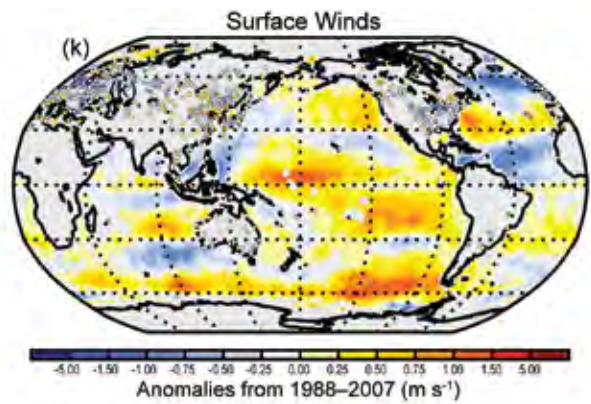 Surface Winds
(k)
(k)
-5.00 -1.50 -1.00 -0.75 -0.50 -0.25 0.00 0.25 0.50 0.75 1.00 1.50 5.00
Anomalies from 1988–2007 (m s⁻¹)